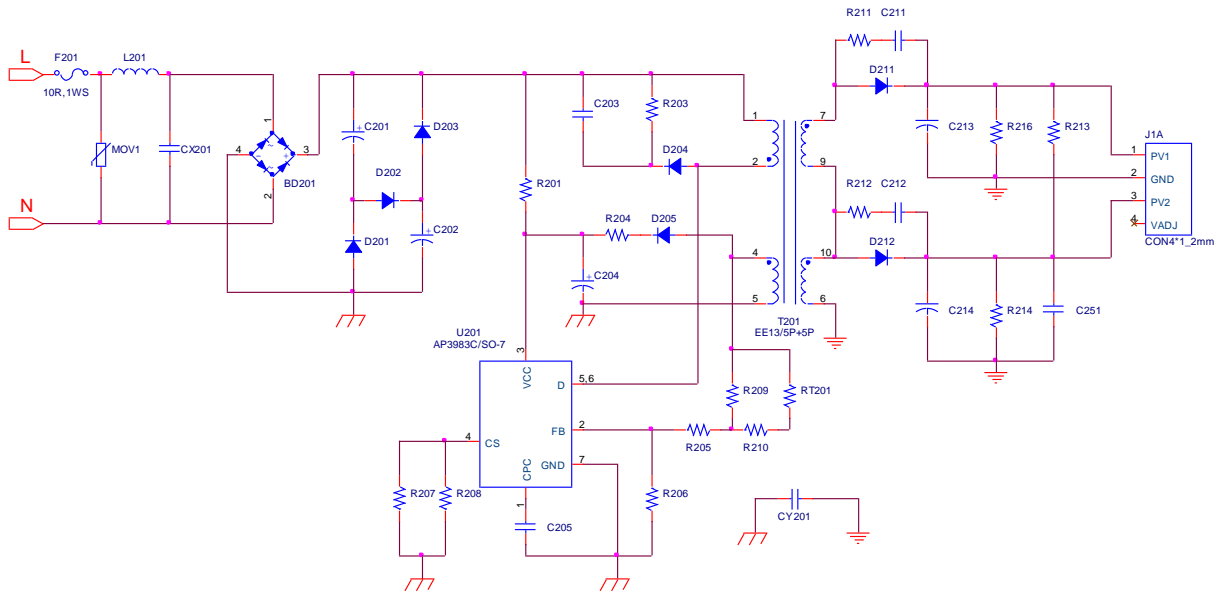 R211 C211
L
F201
L201
10R,1WS
D211
C203
R203
1
7
C201
D203
C213
R216
R213
J1A
1
4
3
MOV1
CX201
BD201
2
D204
2
9
1 PV1
2 GND
3 PV2
4 VADJ
CON4*1_2mm
D202
R201
R212 C212
N
R204
D205
D201
C202
D212
4
10
C204
5
6
C214
R214
C251
T201
EE13/5P+5P
U201
AP3983C/SO-7
3
VCC
D
5,6
R209
RT201
FB
2
R205
R210
4
CS
GND
7
CPC
1
R207
R208
R206
C205
CY201